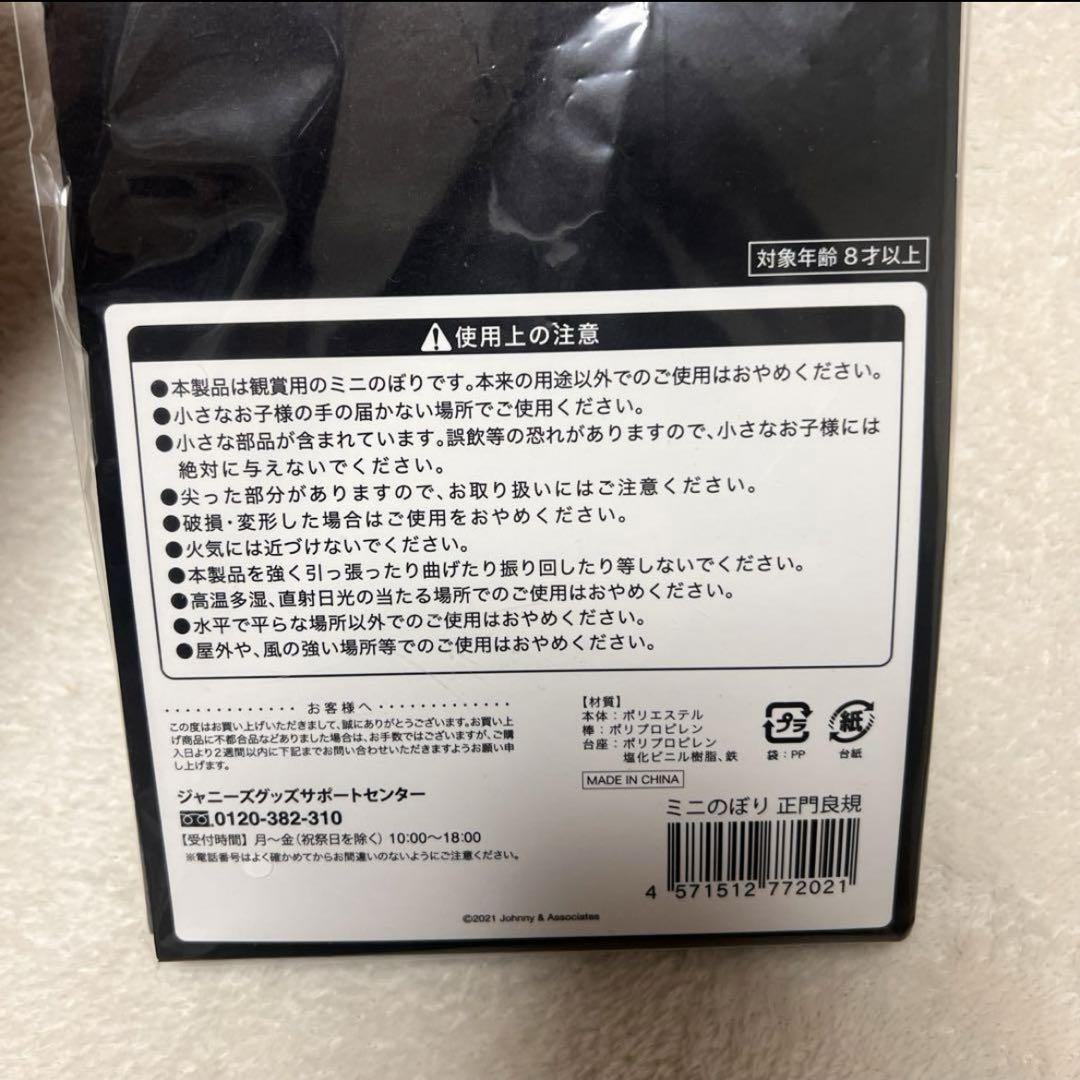 対象年齢 8才以上
⚠使用上の注意
●本製品は観賞用のミニのぼりです。本来の用途以外でのご使用はおやめください。
●小さなお子様の手の届かない場所でご使用ください。
●小さな部品が含まれています。誤飲等の恐れがありますので、小さなお子様には
絶対に与えないでください。
●尖った部分がありますので、お取り扱いにはご注意ください。
●破損・変形した場合はご使用をおやめください。
●火気には近づけないでください。
●本製品を強く引っ張ったり曲げたり振り回したり等しないでください。
●高温多湿、直射日光の当たる場所でのご使用はおやめください。
●水平で平らな場所以外でのご使用はおやめください。
●屋外や、風の強い場所等でのご使用はおやめください。
・・・・・・・・・・・・・ お客様へ ・・・・・・・・・・・・・
この度はお買い上げいただきまして、誠にありがとうございます。お買い上
げ商品に不都合品などありました場合は、お手数ではございますが、ご購
入日より2週間以内に下記までお問い合わせいただきますようお願い申
し上げます。
ジャニーズグッズサポートセンター
0120-382-310
【受付時間】 月～金（祝祭日を除く）10:00～18:00
※電話番号はよく確かめてからお間違いのないようにご注意ください。
【材質】
本体：ポリエステル
棒：ポリプロピレン
台座：ポリプロピレン
塩化ビニル樹脂、鉄
MADE IN CHINA
プラ
袋：PP
紙
台紙
ミニのぼり 正門良規
4 571512 772021
©2021 Johnny & Associates